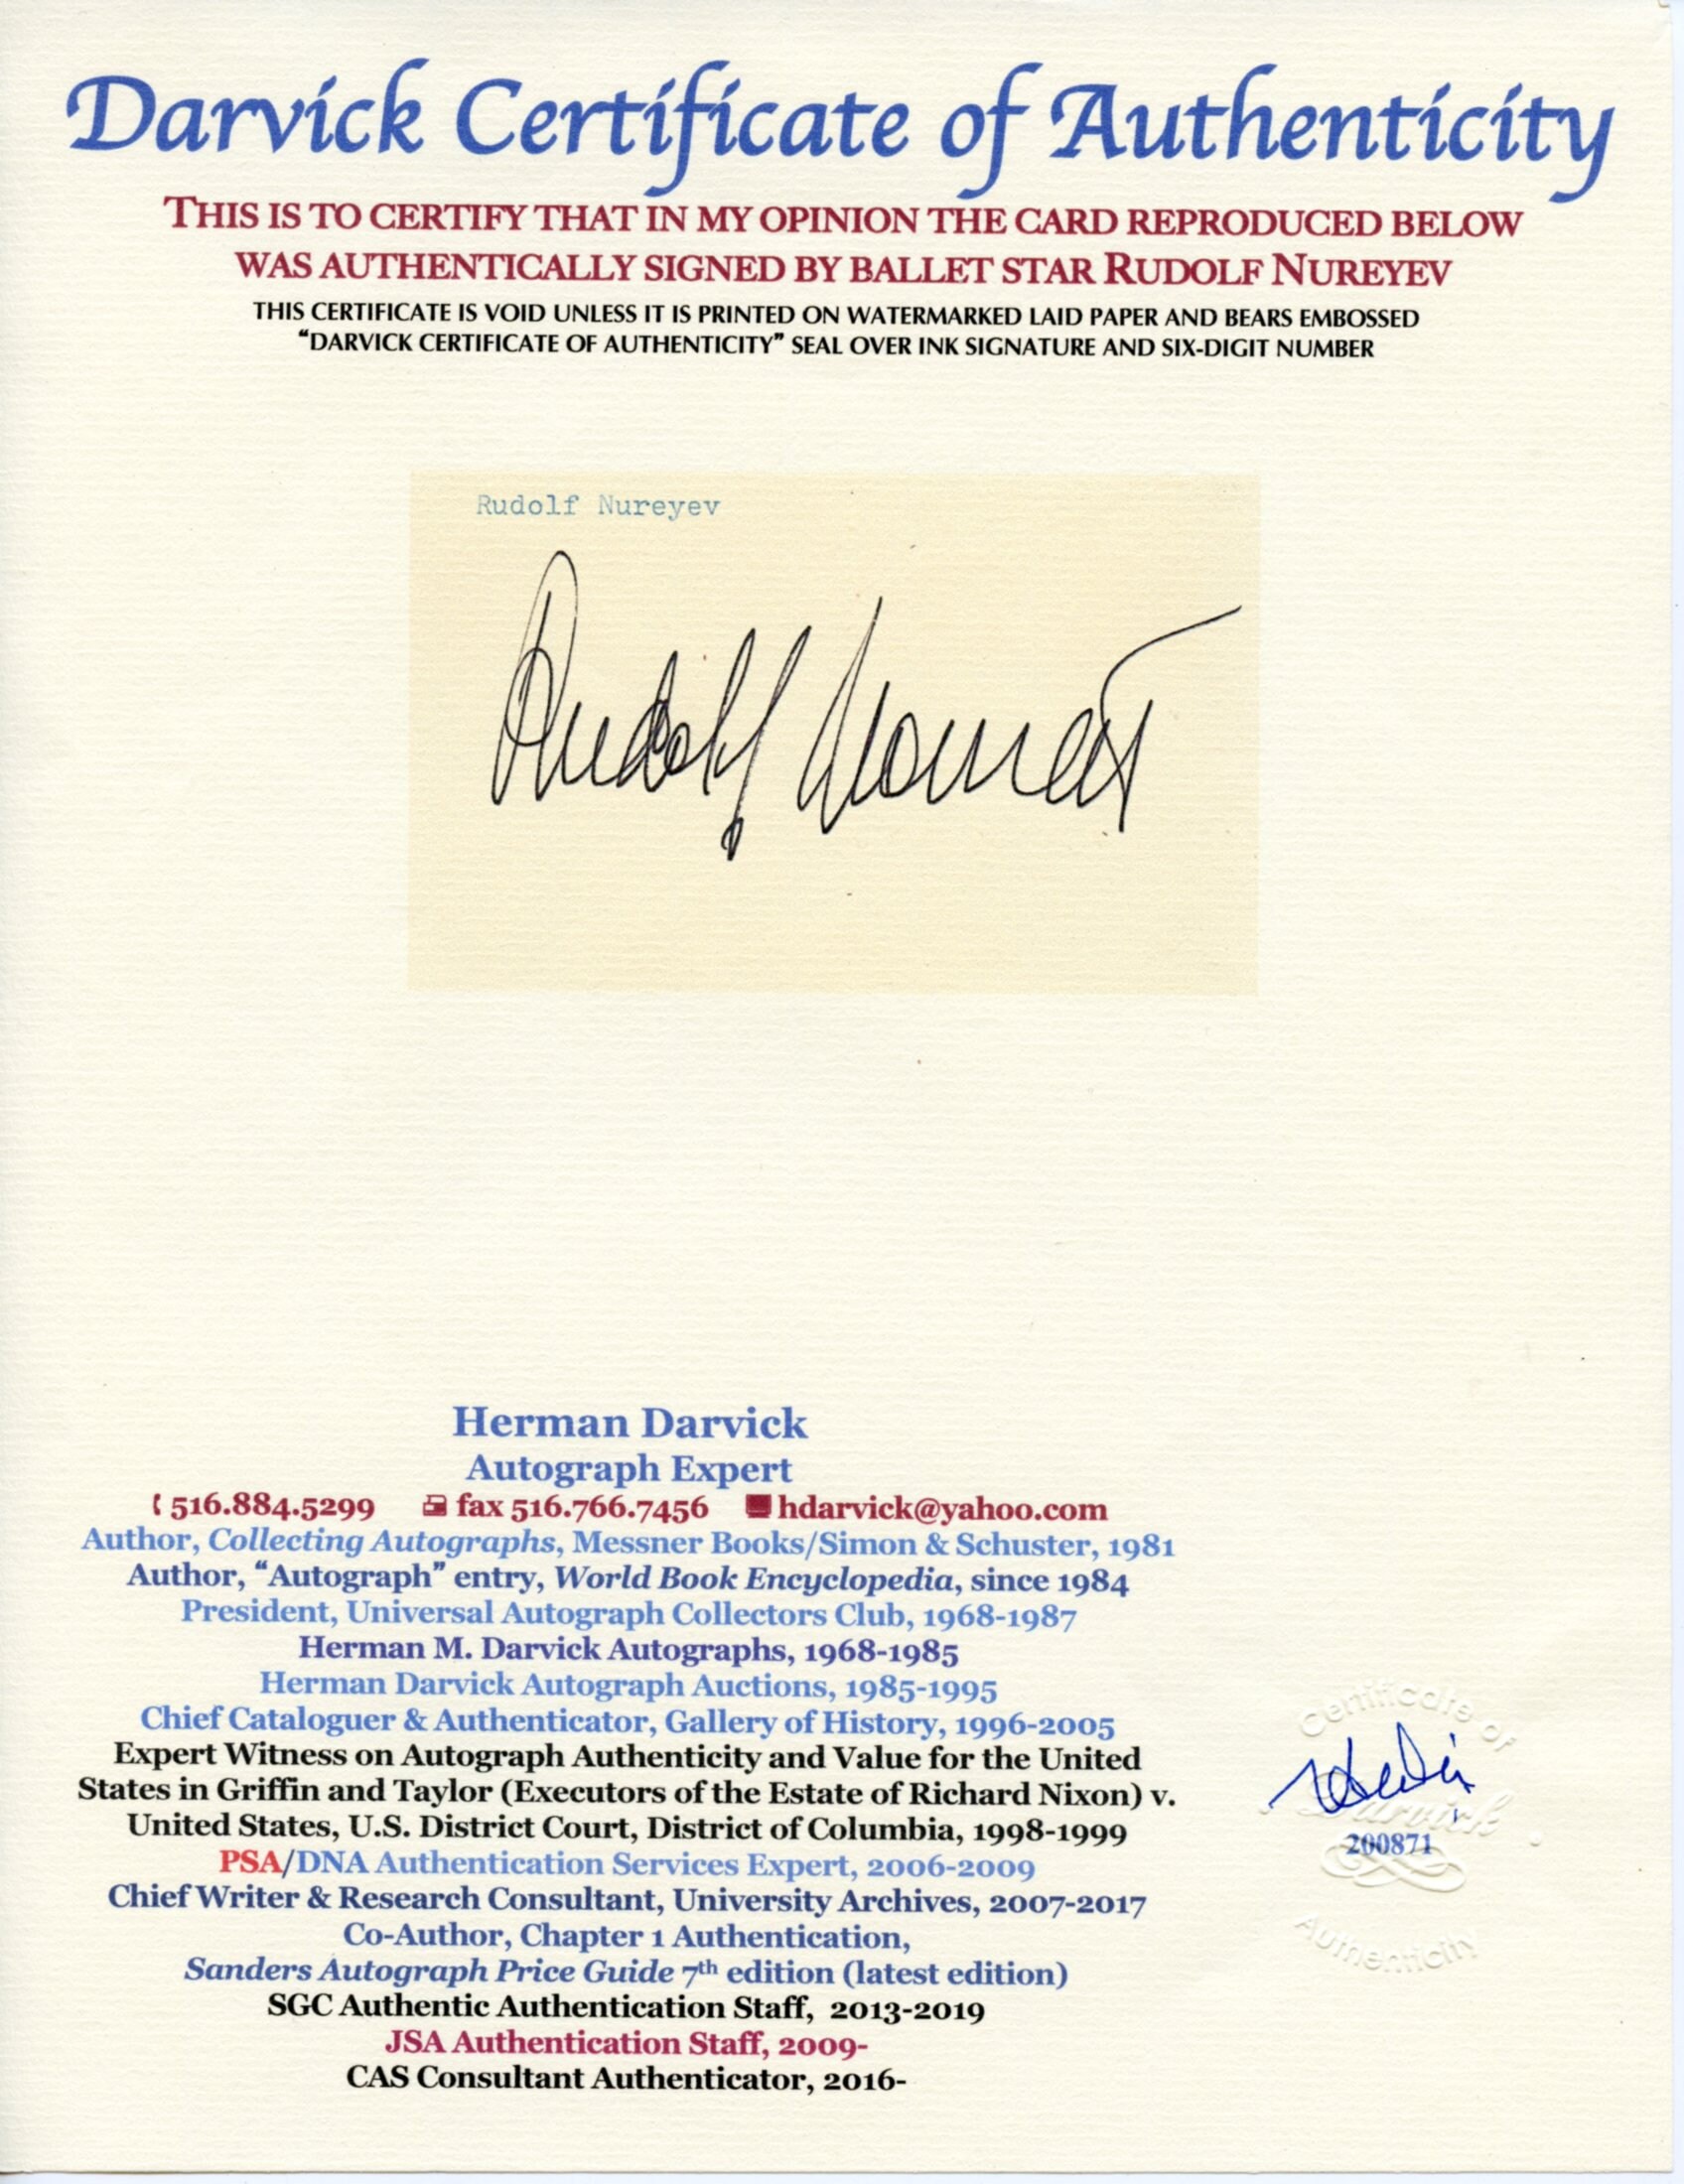 Darvick Certificate of Authenticity
THIS IS TO CERTIFY THAT IN MY OPINION THE CARD REPRODUCED BELOW
WAS AUTHENTICALLY SIGNED BY BALLET STAR RUDOLF NUREYEV
THIS CERTIFICATE IS VOID UNLESS IT IS PRINTED ON WATERMARKED LAID PAPER AND BEARS EMBOSSED
“DARVICK CERTIFICATE OF AUTHENTICITY” SEAL OVER INK SIGNATURE AND SIX-DIGIT NUMBER
Rudolf Nureyev
Rudolf
Herman Darvick
Autograph Expert
516.884.5299 fax 516.766.7456 hdarvick@yahoo.com
Author, Collecting Autographs, Messner Books/Simon & Schuster, 1981
Author, “Autograph” entry, World Book Encyclopedia, since 1984
President, Universal Autograph Collectors Club, 1968-1987
Herman M. Darvick Autographs, 1968-1985
Herman Darvick Autograph Auctions, 1985-1995
Chief Cataloguer & Authenticator, Gallery of History, 1996-2005
Expert Witness on Autograph Authenticity and Value for the United
States in Griffin and Taylor (Executors of the Estate of Richard Nixon) v.
United States, U.S. District Court, District of Columbia, 1998-1999
PSA/DNA Authentication Services Expert, 2006-2009
Chief Writer & Research Consultant, University Archives, 2007-2017
Co-Author, Chapter 1 Authentication,
Sanders Autograph Price Guide 7th edition (latest edition)
SGC Authentic Authentication Staff, 2013-2019
JSA Authentication Staff, 2009-
CAS Consultant Authenticator, 2016-
Certificate of
Darvick
200871
Authenticity